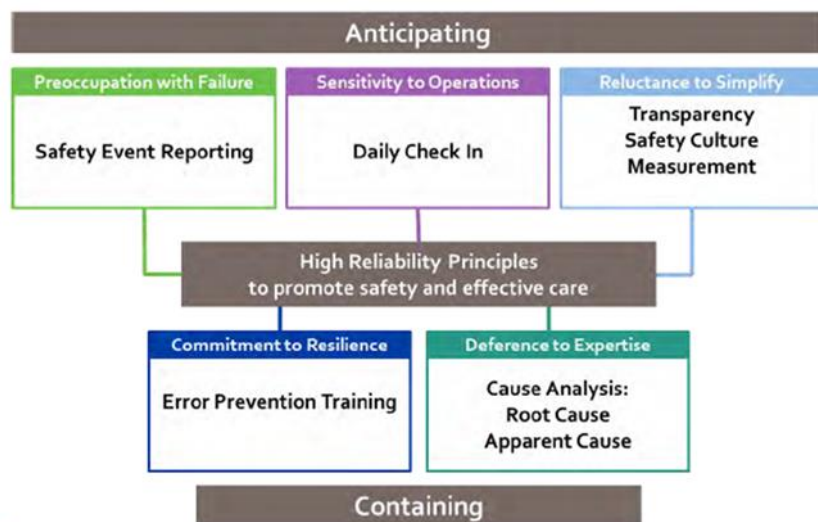 Anticipating
Preoccupation with Failure
Safety Event Reporting
Sensitivity to Operations
Daily Check In
Reluctance to Simplify
Transparency
Safety Culture
Measurement
High Reliability Principles
to promote safety and effective care
Commitment to Resilience
Error Prevention Training
Deference to Expertise
Cause Analysis:
Root Cause
Apparent Cause
Containing